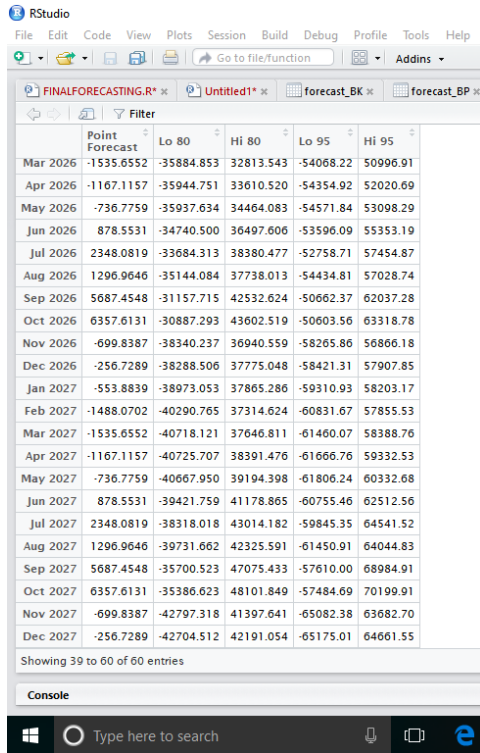 RStudio
File Edit Code View Plots Session Build Debug Profile Tools Help
Go to file/function Addins
FINALFORECASTING.R* Untitled1* forecast_BK forecast_BP
Filter
Point Forecast Lo 80 Hi 80 Lo 95 Hi 95
Mar 2026 -1535.6552 -35884.853 32813.543 -54068.22 50996.91
Apr 2026 -1167.1157 -35944.751 33610.520 -54354.92 52020.69
May 2026 -736.7759 -35937.634 34464.083 -54571.84 53098.29
Jun 2026 878.5531 -34740.500 36497.606 -53596.09 55353.19
Jul 2026 2348.0819 -33684.313 38380.477 -52758.71 57454.87
Aug 2026 1296.9646 -35144.084 37738.013 -54434.81 57028.74
Sep 2026 5687.4548 -31157.715 42532.624 -50662.37 62037.28
Oct 2026 6357.6131 -30887.293 43602.519 -50603.56 63318.78
Nov 2026 -699.8387 -38340.237 36940.559 -58265.86 56866.18
Dec 2026 -256.7289 -38288.506 37775.048 -58421.31 57907.85
Jan 2027 -553.8839 -38973.053 37865.286 -59310.93 58203.17
Feb 2027 -1488.0702 -40290.765 37314.624 -60831.67 57855.53
Mar 2027 -1535.6552 -40718.121 37646.811 -61460.07 58388.76
Apr 2027 -1167.1157 -40725.707 38391.476 -61666.76 59332.53
May 2027 -736.7759 -40667.950 39194.398 -61806.24 60332.68
Jun 2027 878.5531 -39421.759 41178.865 -60755.46 62512.56
Jul 2027 2348.0819 -38318.018 43014.182 -59845.35 64541.52
Aug 2027 1296.9646 -39731.662 42325.591 -61450.91 64044.83
Sep 2027 5687.4548 -35700.523 47075.433 -57610.00 68984.91
Oct 2027 6357.6131 -35386.623 48101.849 -57484.69 70199.91
Nov 2027 -699.8387 -42797.318 41397.641 -65082.38 63682.70
Dec 2027 -256.7289 -42704.512 42191.054 -65175.01 64661.55
Showing 39 to 60 of 60 entries
Console
Type here to search